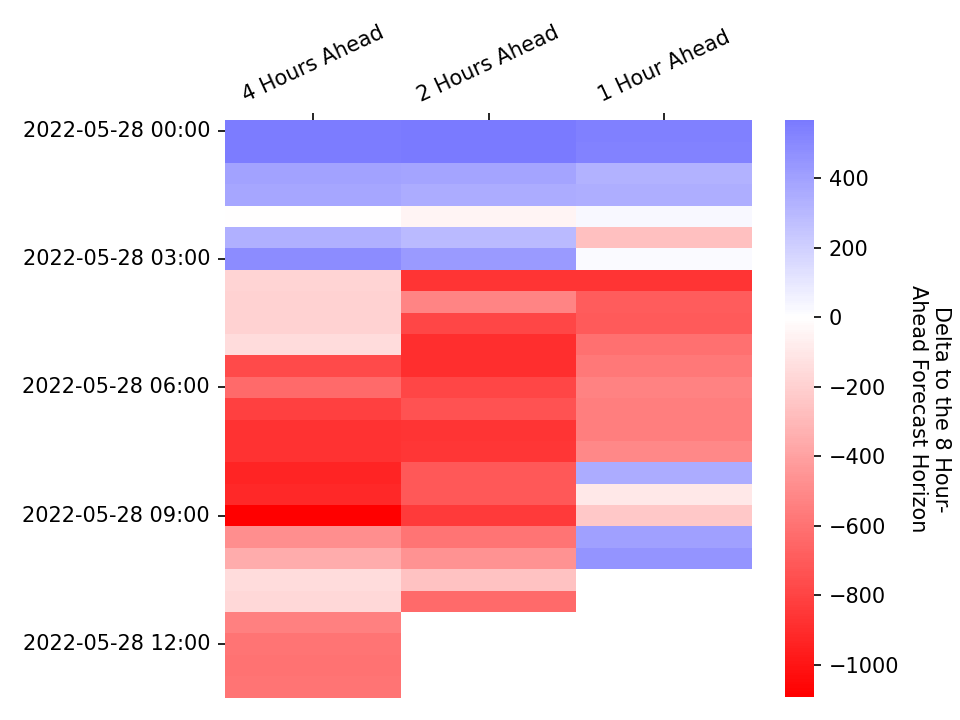 4 Hours Ahead
2 Hours Ahead
1 Hour Ahead
2022-05-28 00:00
2022-05-28 03:00
2022-05-28 06:00
2022-05-28 09:00
2022-05-28 12:00
400
200
0
−200
−400
−600
−800
−1000
Delta to the 8 Hour-
Ahead Forecast Horizon